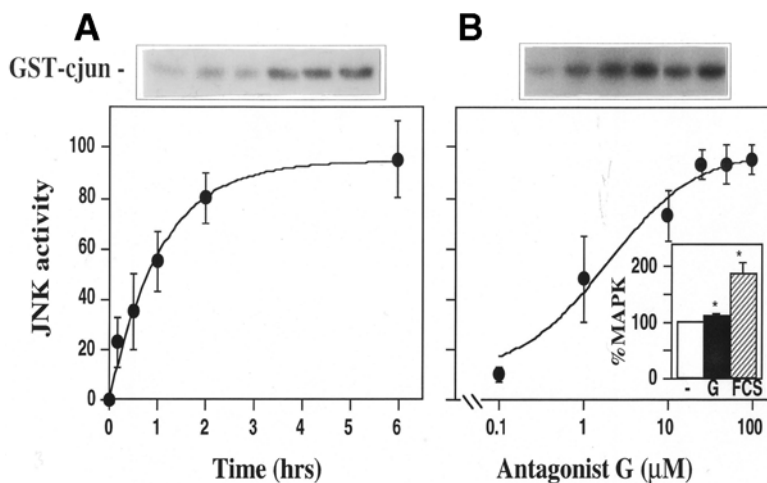 A
B
GST-cjun -
JNK activity
100
80
60
40
20
0
0 1 2 3 4 5 6
Time (hrs)
%MAPK
200
100
0
- G FCS
*
*
0.1 1 10 100
Antagonist G (µM)